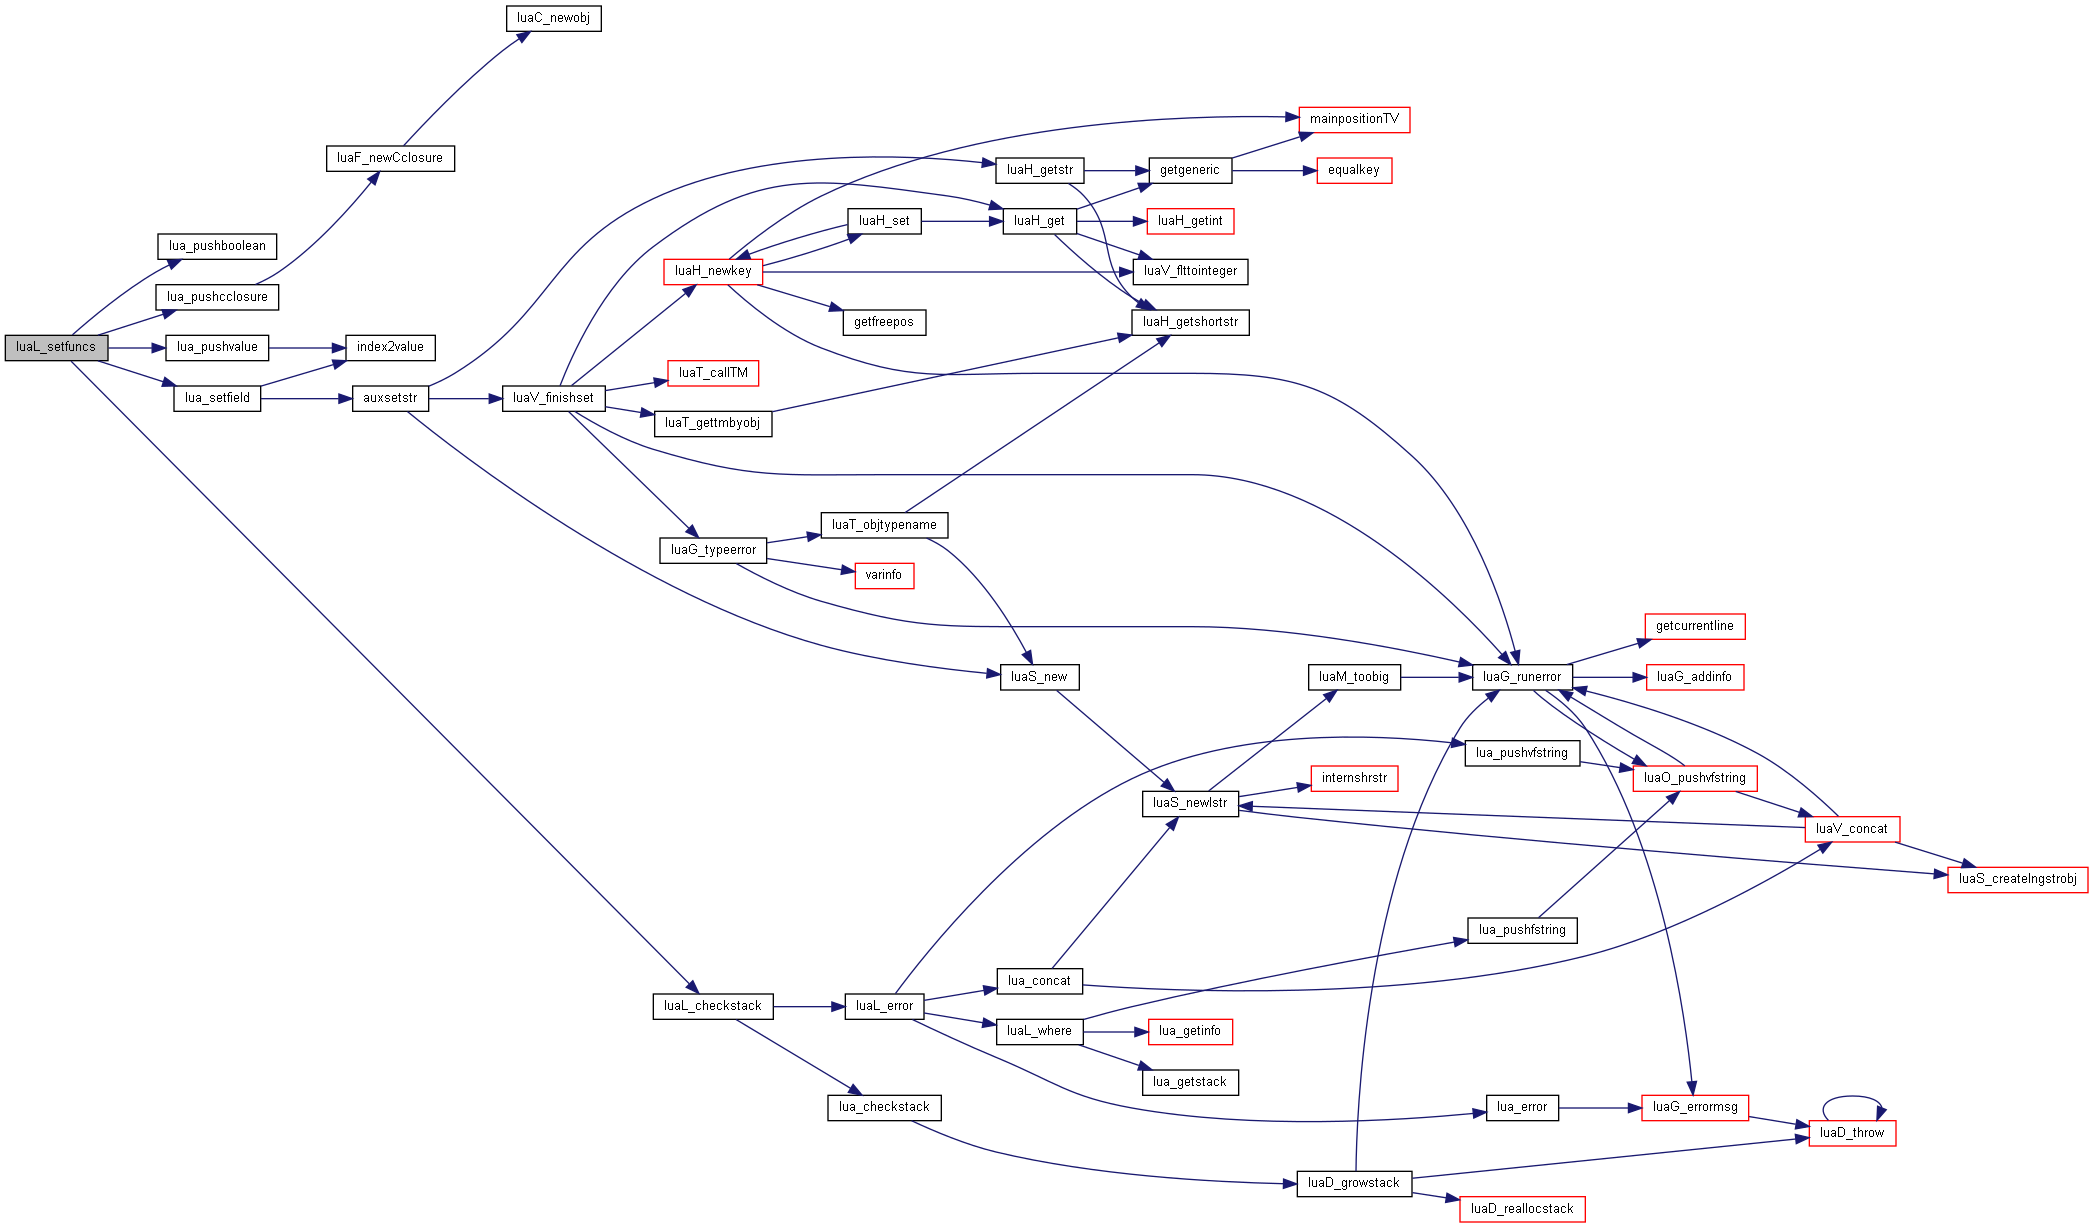 luaC_newobj
mainpositionTV
luaF_newCclosure
luaH_getstr
getgeneric
equalkey
luaH_set
luaH_get
luaH_getint
lua_pushboolean
luaH_newkey
luaV_flttointeger
lua_pushcclosure
getfreepos
luaH_getshortstr
luaL_setfuncs
lua_pushvalue
index2value
luaT_callTM
lua_setfield
auxsetstr
luaV_finishset
luaT_gettmbyobj
luaT_objtypename
luaG_typeerror
varinfo
getcurrentline
luaS_new
luaM_toobig
luaG_runerror
luaG_addinfo
lua_pushvfstring
internshrstr
luaO_pushvfstring
luaS_newlstr
luaV_concat
luaS_createlngstrobj
lua_pushfstring
lua_concat
luaL_checkstack
luaL_error
luaL_where
lua_getinfo
lua_getstack
lua_checkstack
lua_error
luaG_errormsg
luaD_throw
luaD_growstack
luaD_reallocstack